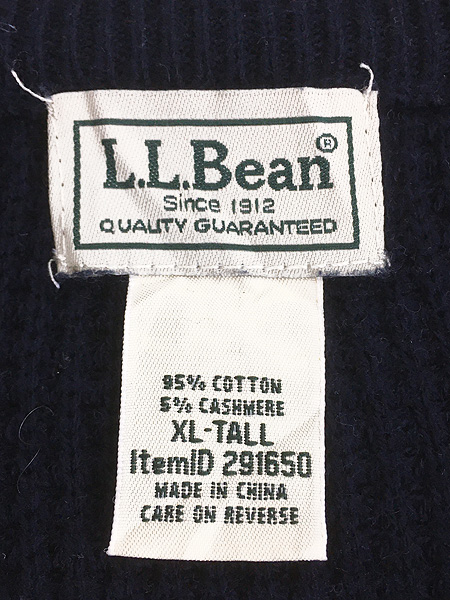 L.L.Bean®
Since 1912
QUALITY GUARANTEED
95% COTTON
5% CASHMERE
XL-TALL
ItemID 291650
MADE IN CHINA
CARE ON REVERSE